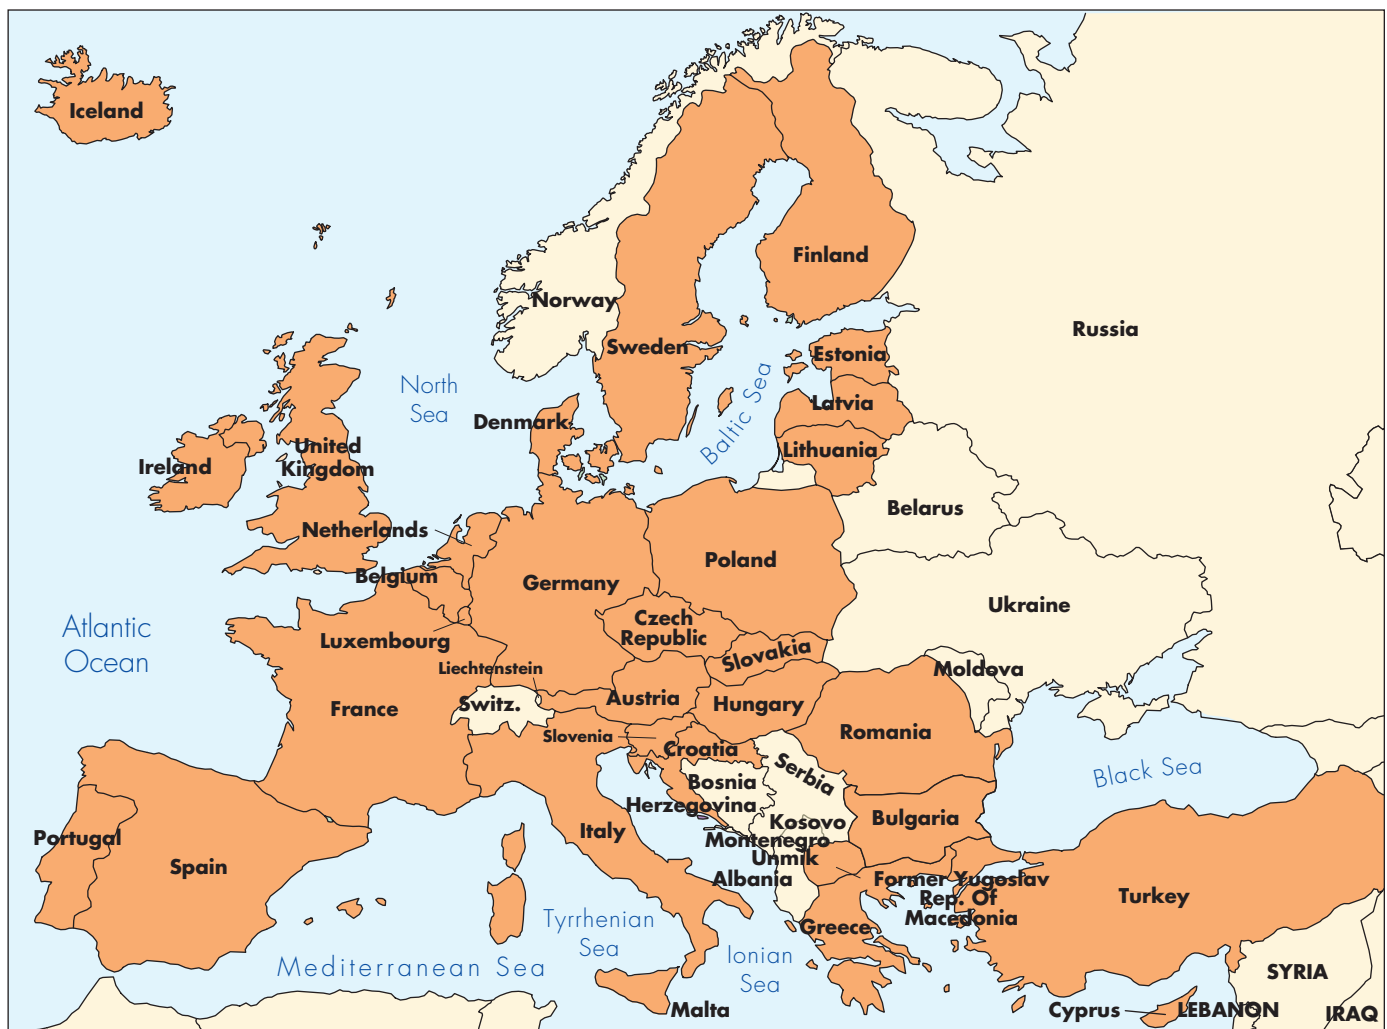 Iceland
Finland
Norway
Russia
Sweden
Estonia
North
Sea
Baltic Sea
Latvia
Denmark
Lithuania
United
Kingdom
Ireland
Belarus
Netherlands
Poland
Belgium
Germany
Ukraine
Czech
Republic
Atlantic
Ocean
Luxembourg
Slovakia
Liechtenstein
Moldova
Switz.
Austria
Hungary
France
Romania
Slovenia
Croatia
Serbia
Black Sea
Bosnia
Herzegovina
Kosovo
Bulgaria
Italy
Portugal
Montenegro
Unmik
Spain
Albania
Former Yugoslav
Rep. Of
Macedonia
Turkey
Greece
Tyrrhenian
Sea
Ionian
Sea
Mediterranean Sea
SYRIA
Malta
Cyprus
LEBANON
IRAQ